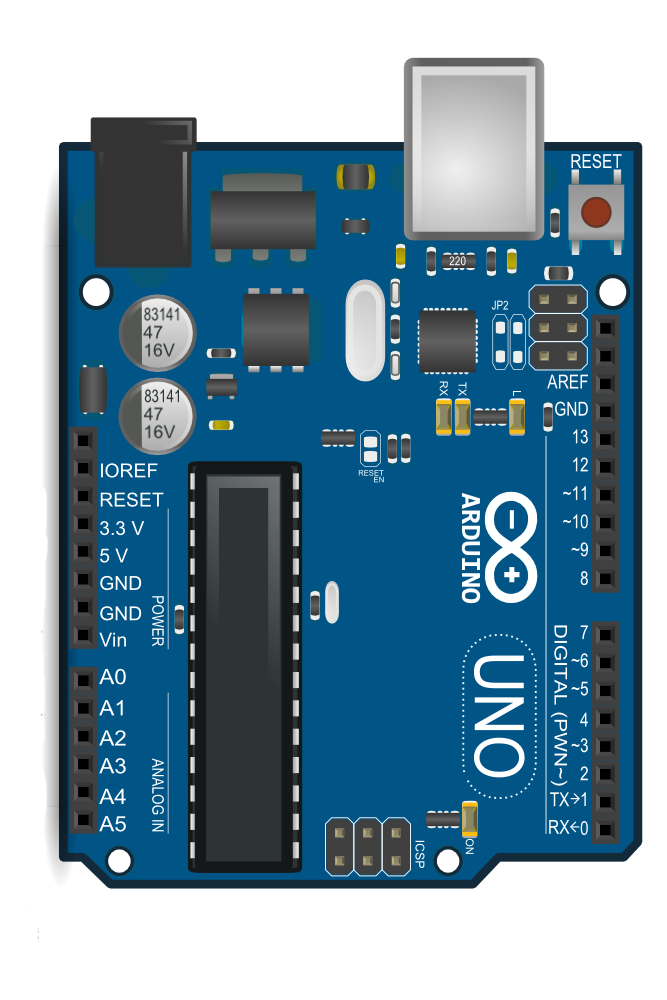 RESET
83141
47
16V
220
JP2
83141
47
16V
RX
TX
L
RESET
EN
IOREF
RESET
3.3 V
5 V
GND
GND
Vin
POWER
A0
A1
A2
A3
A4
A5
ANALOG IN
AREF
GND
13
12
~11
~10
~9
8
7
~6
~5
4
~3
2
TX→1
RX←0
DIGITAL (PWN~)
ARDUINO
UNO
ICSP
ON